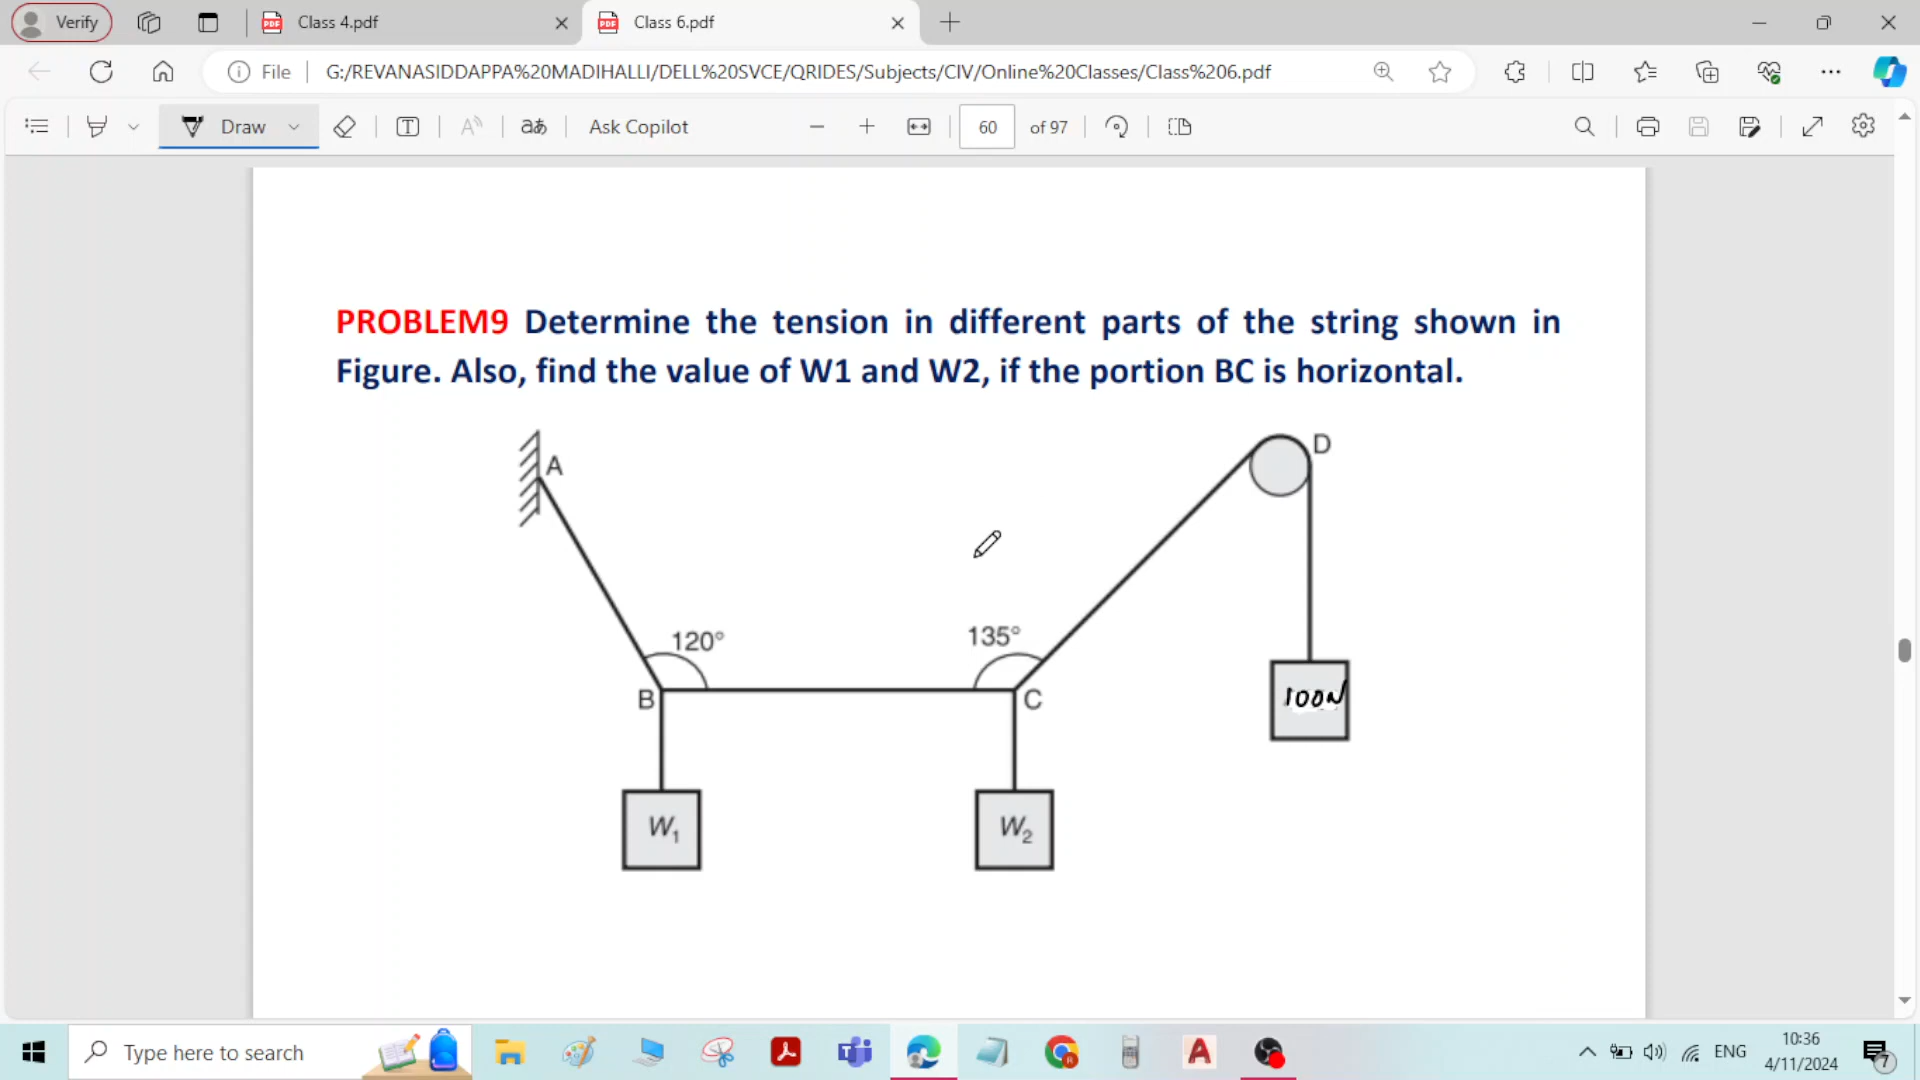 Verify
Class 4.pdf
Class 6.pdf
File
G:/REVANASIDDAPPA%20MADIHALLI/DELL%20SVCE/QRIDES/Subjects/CIV/Online%20Classes/Class%206.pdf
Draw
T
A
aあ
Ask Copilot
60 of 97
PROBLEM9 Determine the tension in different parts of the string shown in
Figure. Also, find the value of W1 and W2, if the portion BC is horizontal.
A
D
120°
135°
B
C
100N
W₁
W₂
Type here to search
ENG
10:36
4/11/2024
7